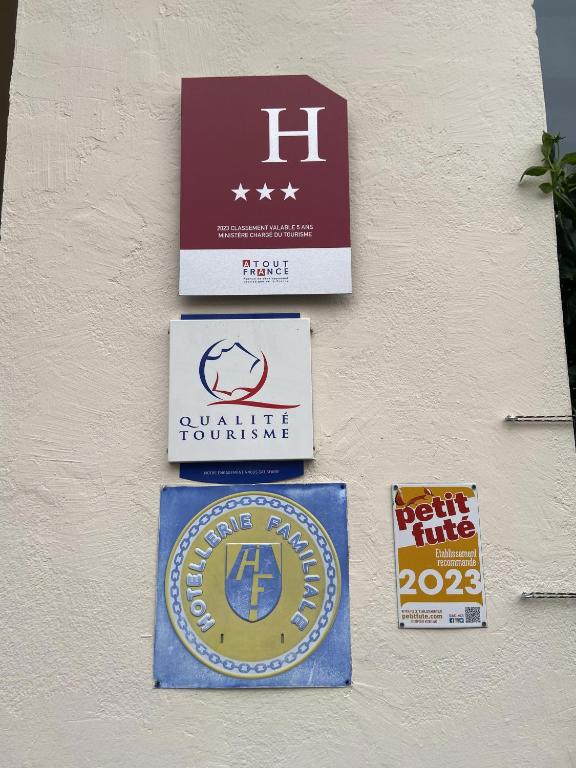 H
2023 CLASSEMENT VALABLE 5 ANS
MINISTÈRE CHARGÉ DU TOURISME
ATOUT
FRANCE
QUALITÉ
TOURISME
HOTELLERIE FAMILIALE
HF
petit
futé
Etablissement
recommandé
2023
petitfute.com